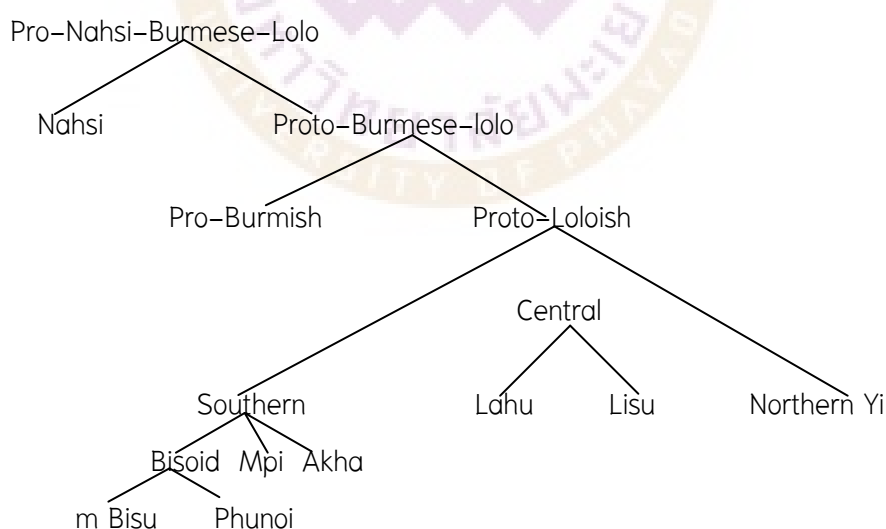 Pro-Nahsi-Burmese-Lolo
Nahsi Proto-Burmese-lolo
Pro-Burmish Proto-Loloish
Central
Southern Lahu Lisu Northern Yi
Bisoid Mpi Akha
m Bisu Phunoi